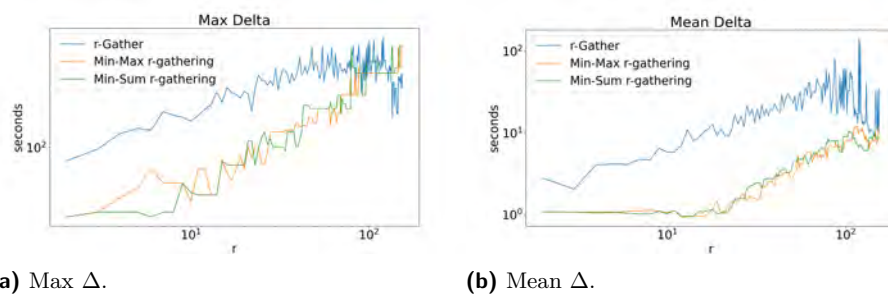 Max Delta
r-Gather
Min-Max r-gathering
Min-Sum r-gathering
seconds
10²
10¹
10²
r
Mean Delta
r-Gather
Min-Max r-gathering
Min-Sum r-gathering
seconds
10²
10¹
10⁰
10¹
10²
r
a) Max Δ.
(b) Mean Δ.